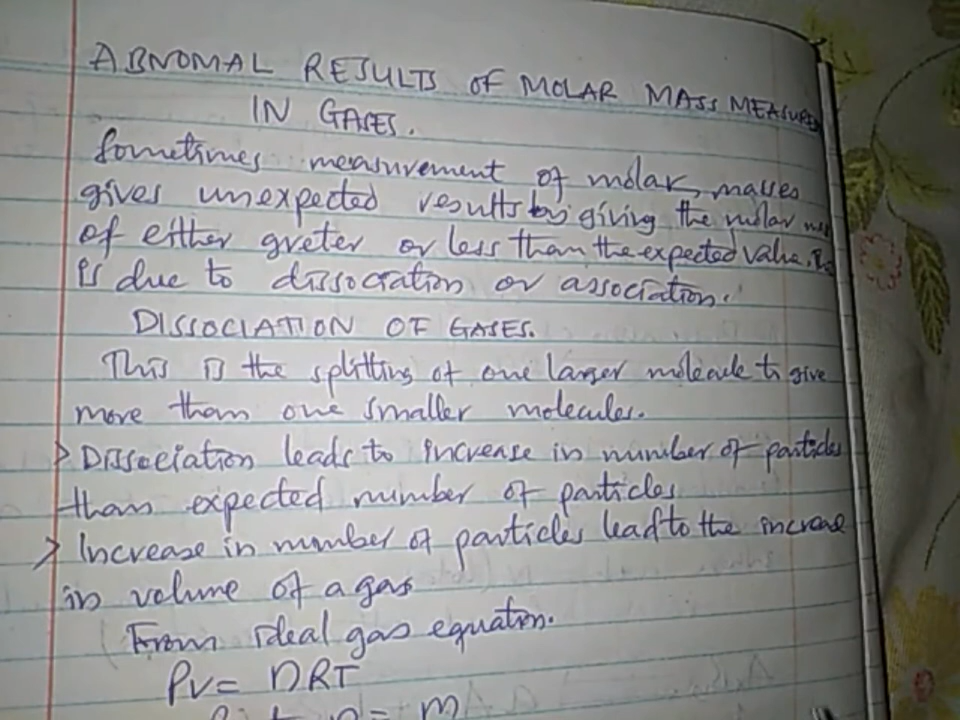 ABNOMAL RESULTS OF MOLAR MASS MEASURE
IN GASES.
Sometimes measurement of molar masses
gives unexpected results by giving the molar
of either greter or less than the expected value.
is due to dissociation or association.
DISSOCIATION OF GASES.
This is the splitting of one larger molecule to give
more than one smaller molecules.
> Dissociation leads to increase in number of particles
than expected number of particles
> Increase in number of particles lead to the increase
in volume of a gas
From ideal gas equation.
PV = nRT
n = m